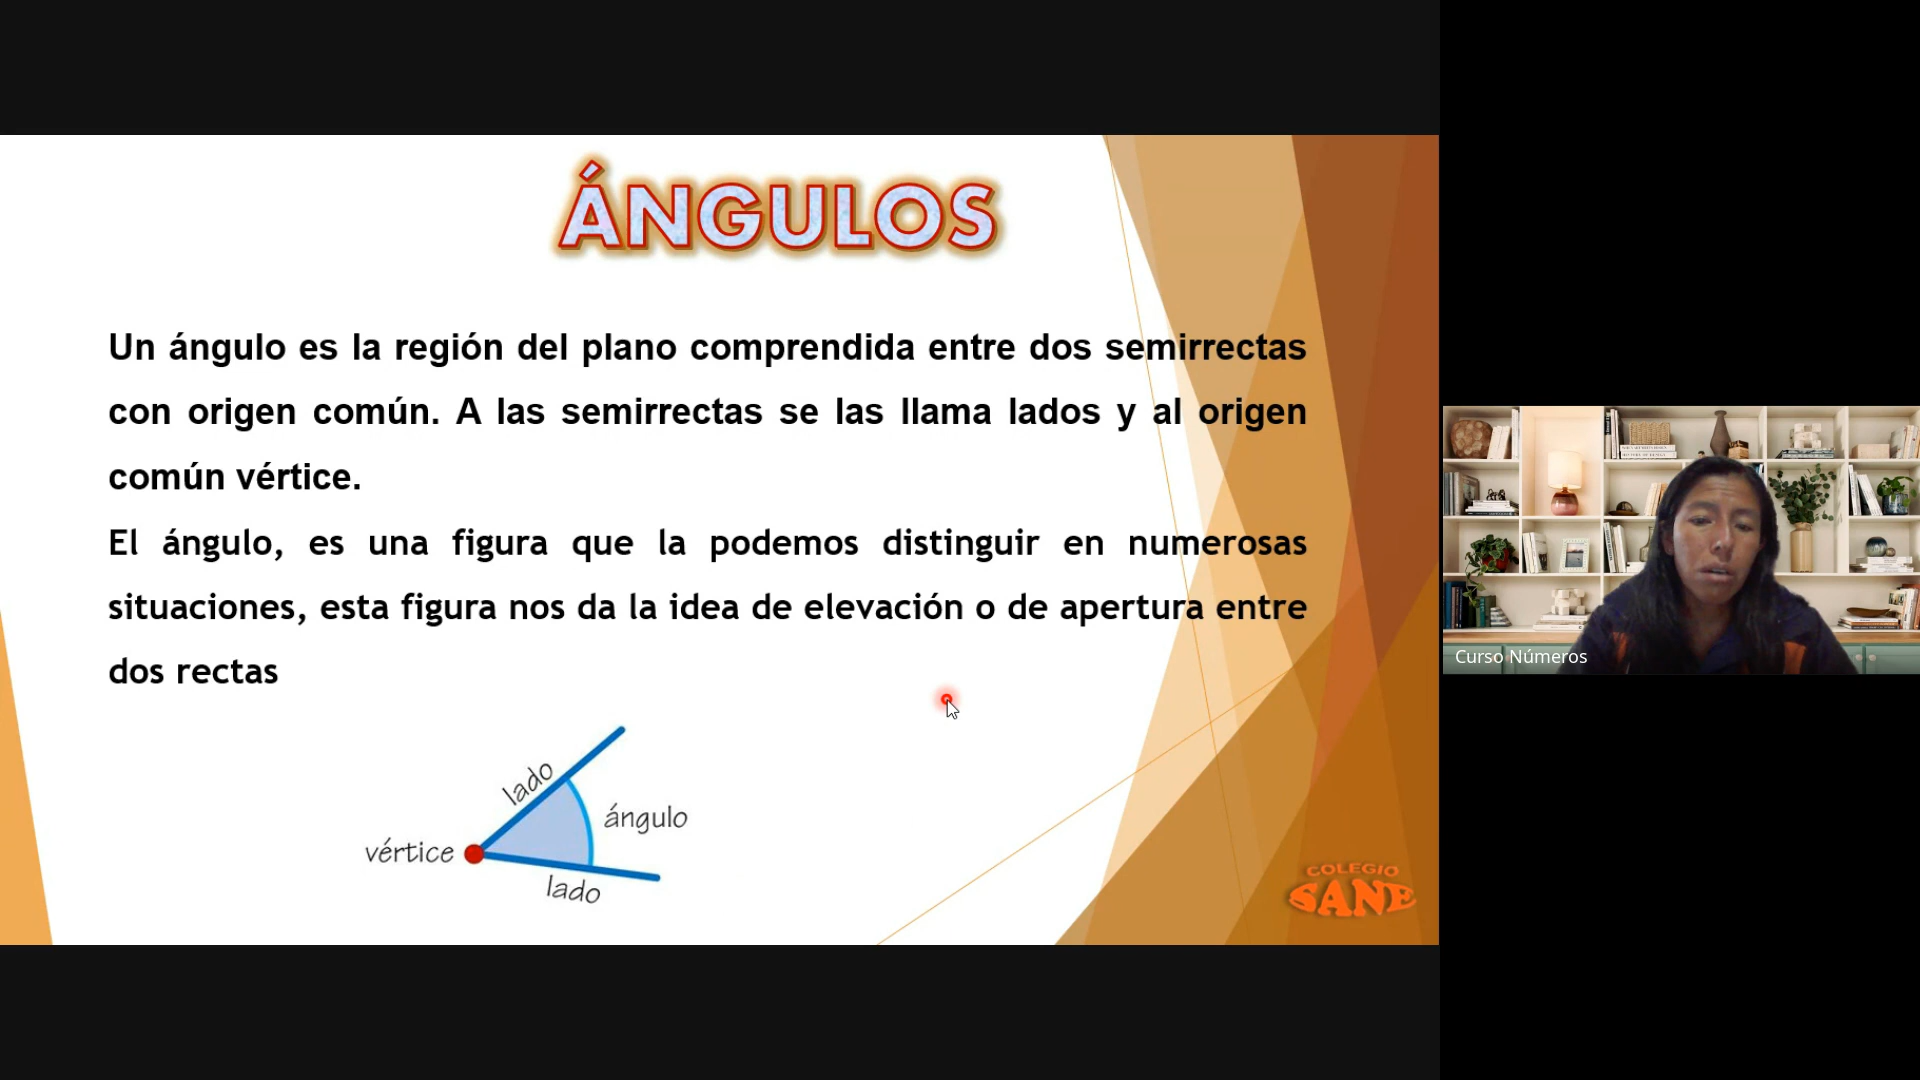 ÁNGULOS
Un ángulo es la región del plano comprendida entre dos semirrectas
con origen común. A las semirrectas se las llama lados y al origen
común vértice.
El ángulo, es una figura que la podemos distinguir en numerosas
situaciones, esta figura nos da la idea de elevación o de apertura entre
dos rectas
lado
ángulo
vértice
lado
COLEGIO
SANE
Curso Números